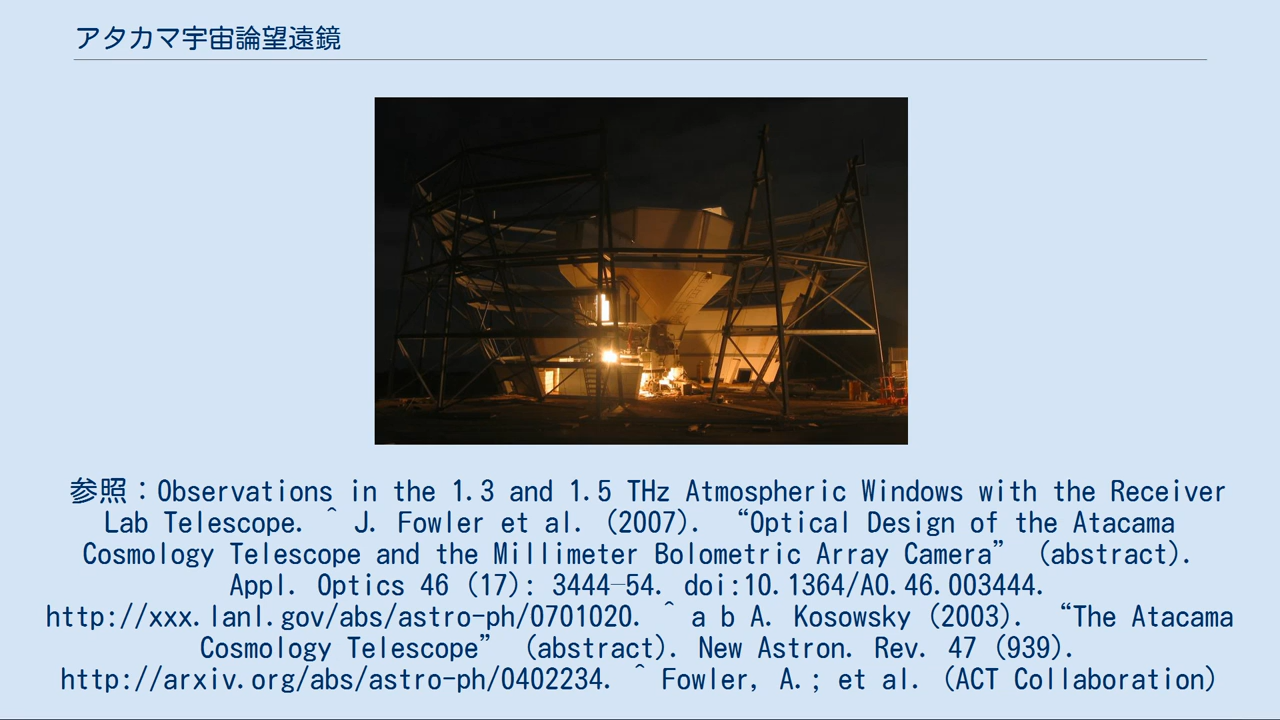 アタカマ宇宙論望遠鏡
参照：Observations in the 1.3 and 1.5 THz Atmospheric Windows with the Receiver
Lab Telescope. ^ J. Fowler et al. (2007). “Optical Design of the Atacama
Cosmology Telescope and the Millimeter Bolometric Array Camera” (abstract).
Appl. Optics 46 (17): 3444–54. doi:10.1364/AO.46.003444.
http://xxx.lanl.gov/abs/astro-ph/0701020. ^ a b A. Kosowsky (2003). “The Atacama
Cosmology Telescope” (abstract). New Astron. Rev. 47 (939).
http://arxiv.org/abs/astro-ph/0402234. ^ Fowler, A.; et al. (ACT Collaboration)